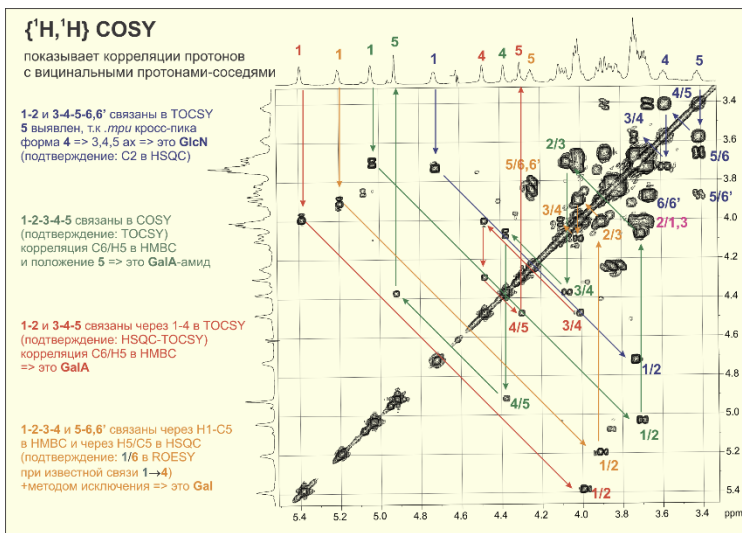 {¹H,¹H} COSY
показывает корреляции протонов
с вицинальными протонами-соседями
1-2 и 3-4-5-6,6' связаны в TOCSY
5 выявлен, т.к .три кросс-пика
форма 4 => 3,4,5 ах => это GlcN
(подтверждение: C2 в HSQC)
1-2-3-4-5 связаны в COSY
(подтверждение: TOCSY)
корреляция C6/H5 в HMBC
и положение 5 => это GalA-амид
1-2 и 3-4-5 связаны через 1-4 в TOCSY
(подтверждение: HSQC-TOCSY)
корреляция C6/H5 в HMBC
=> это GalA
1-2-3-4 и 5-6,6' связаны через H1-C5
в HMBC и через H5/C5 в HSQC
(подтверждение: 1/6 в ROESY
при известной связи 1→4)
+методом исключения => это Gal
1 1 1 5 1 4 4 5 5 4 5
4/5
3/4
2/3
5/6
5/6,6'
6/6'
5/6'
3/4
2/3
2/1,3
3/4
4/5
3/4
1/2
4/5
1/2
1/2
1/2
3.4
3.6
3.8
4.0
4.2
4.4
4.6
4.8
5.0
5.2
5.4
5.4 5.2 5.0 4.8 4.6 4.4 4.2 4.0 3.8 3.6 3.4 ppm